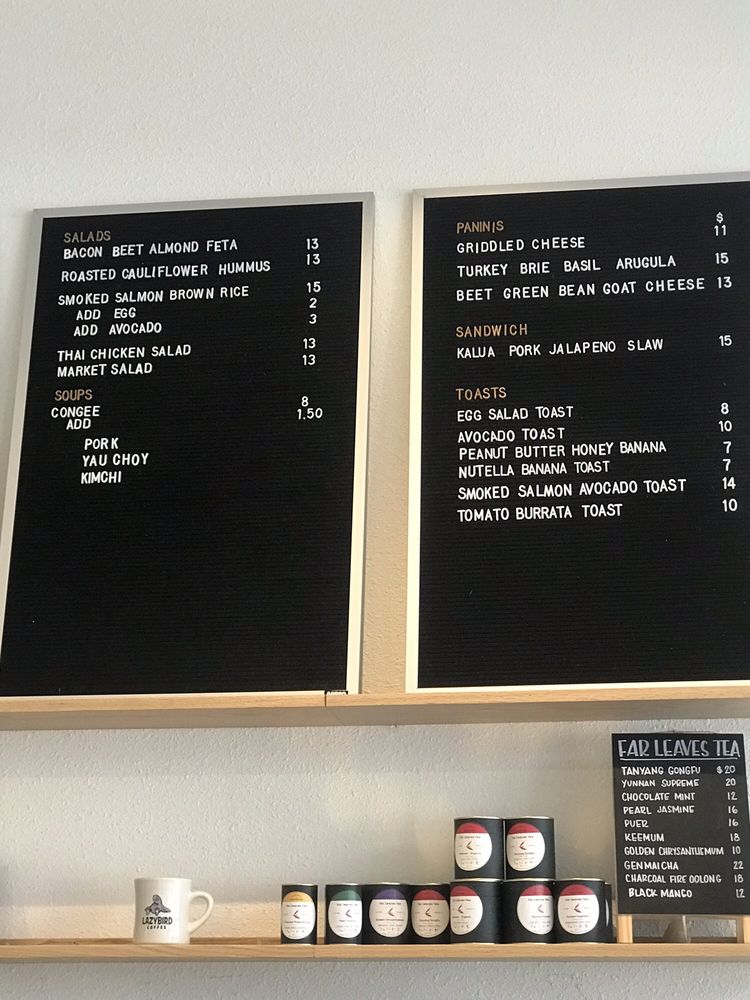 SALADS
BACON BEET ALMOND FETA 13
ROASTED CAULIFLOWER HUMMUS 13
SMOKED SALMON BROWN RICE 15
ADD EGG 2
ADD AVOCADO 3
THAI CHICKEN SALAD 13
MARKET SALAD 13
SOUPS
CONGEE 8
ADD 1.50
PORK
YAU CHOY
KIMCHI
PANINIS $
GRIDDLED CHEESE 11
TURKEY BRIE BASIL ARUGULA 15
BEET GREEN BEAN GOAT CHEESE 13
SANDWICH
KALUA PORK JALAPENO SLAW 15
TOASTS
EGG SALAD TOAST 8
AVOCADO TOAST 10
PEANUT BUTTER HONEY BANANA 7
NUTELLA BANANA TOAST 7
SMOKED SALMON AVOCADO TOAST 14
TOMATO BURRATA TOAST 10
FAR LEAVES TEA
TANYANG GONGFU $20
YUNNAN SUPREME 20
CHOCOLATE MINT 12
PEARL JASMINE 16
PUER 16
KEEMUM 18
GOLDEN CHRYSANTHEMUM 10
GENMAICHA 22
CHARCOAL FIRE OOLONG 18
BLACK MANGO 12
LAZYBIRD
COFFEE